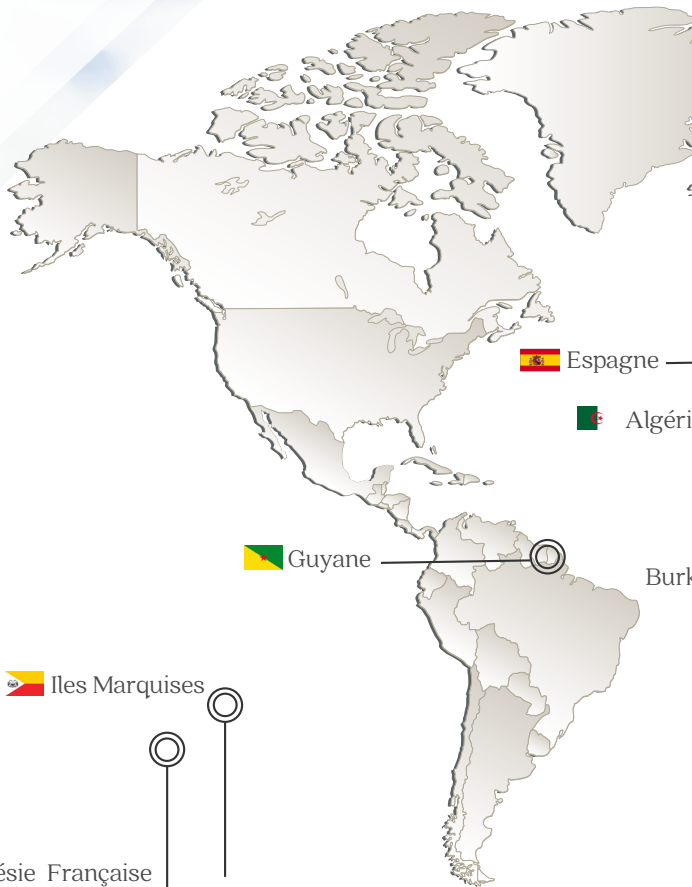 Espagne
Algéri
Guyane
Burk
Iles Marquises
ésie Française